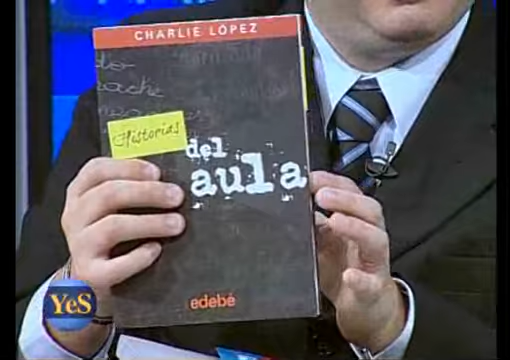 CHARLIE LÓPEZ
Historias
del
aula
edebé
YeS